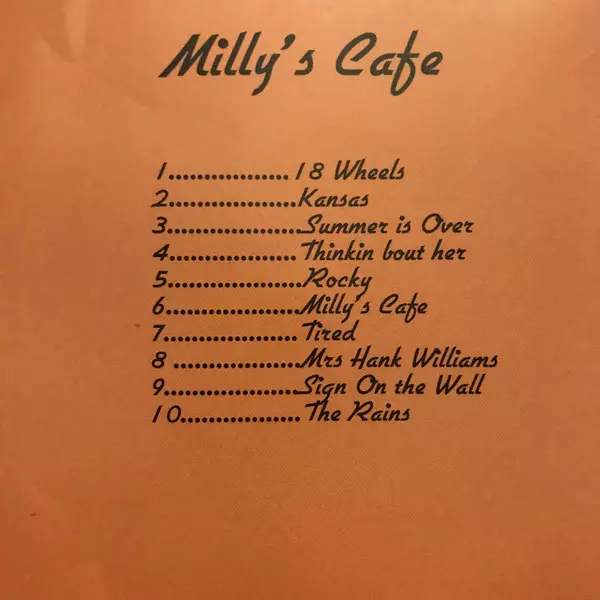 Milly's Cafe
1................. 18 Wheels
2..................Kansas
3...................Summer is Over
4................... Thinkin bout her
5...................Rocky
6...................Milly's Cafe
7................... Tired
8 ..................Mrs Hank Williams
9...................Sign On the Wall
10.................. The Rains